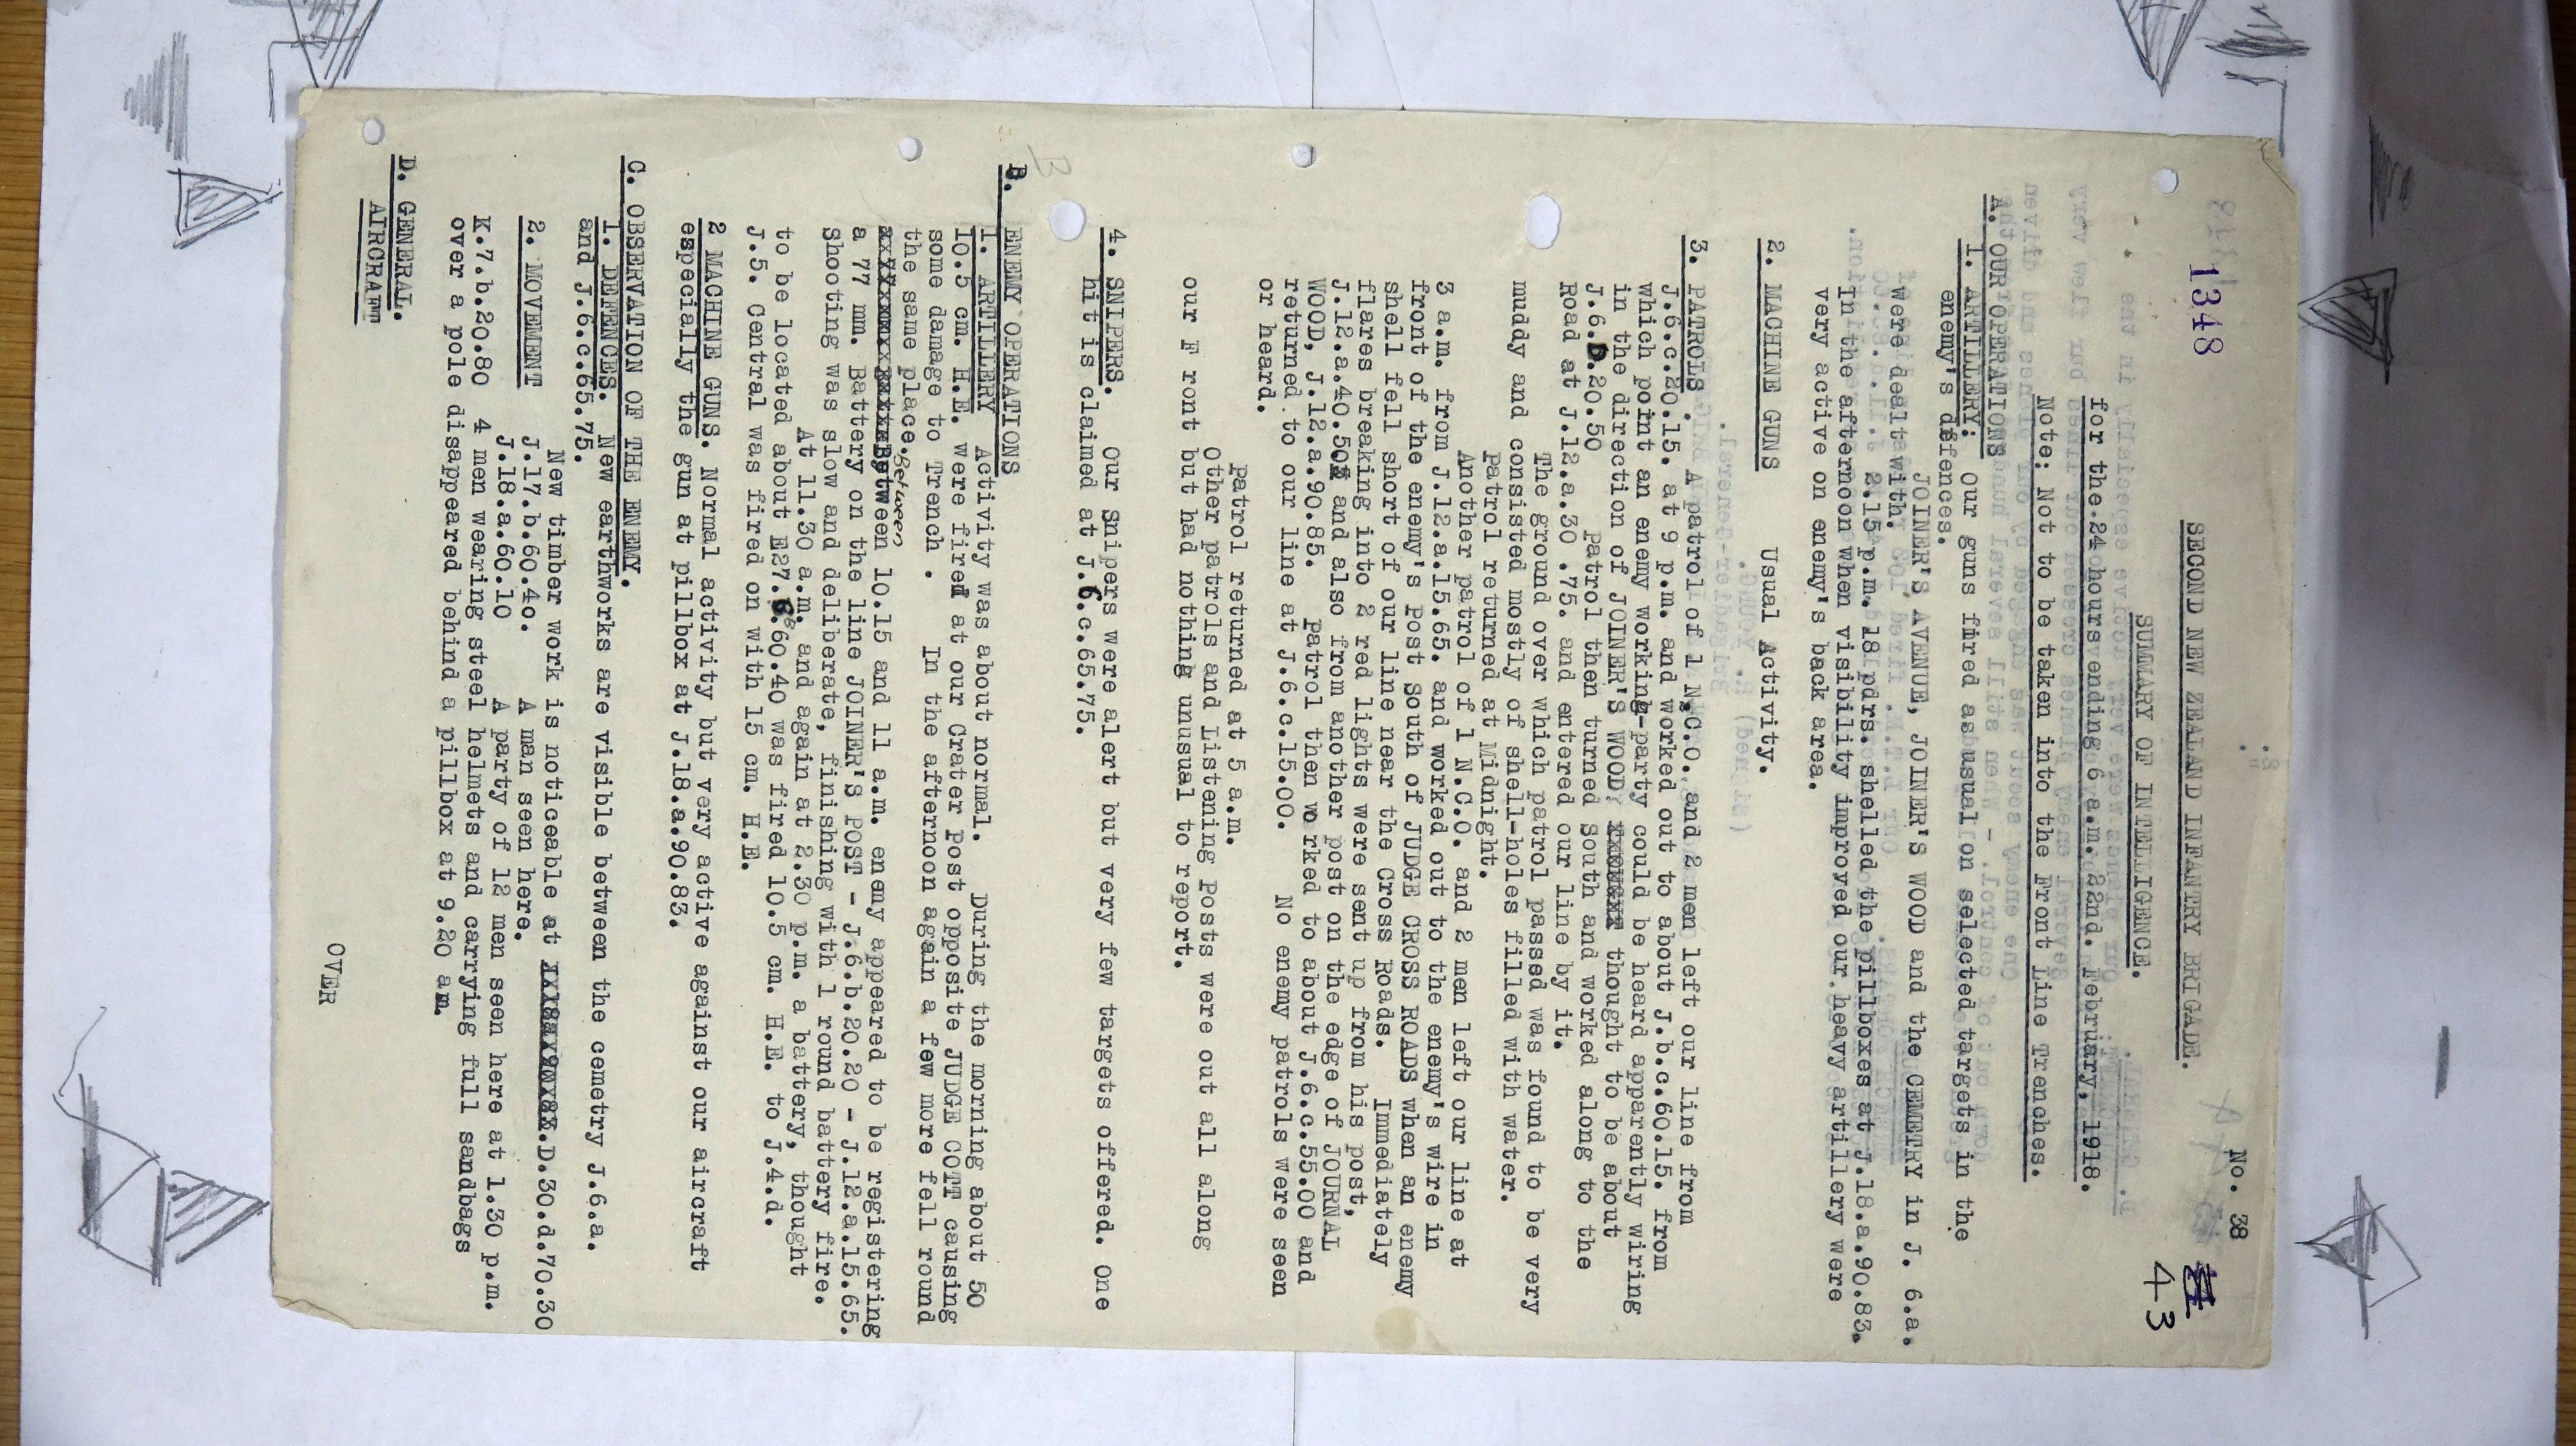 1348
No. 38
43
SECOND NEW ZEALAND INFANTRY BRIGADE.
SUMMARY OF INTELLIGENCE.
for the 24 hours ending 6 a.m. 22nd. February, 1918.
Note: Not to be taken into the Front Line Trenches.
A. OUR OPERATIONS
1. ARTILLERY: Our guns fired as usual on selected targets in the
enemy's defences.
JOINER'S AVENUE, JOINER'S WOOD and the CEMETRY in J. 6.a.
were dealt with.
2.15 p.m. 18 pdrs. shelled the pillboxes at J.18.a.90.83.
In the afternoon when visibility improved our heavy artillery were
very active on enemy's back area.
2. MACHINE GUNS Usual Activity.
3. PATROLS. A patrol of 1 N.C.O. and 2 men left our line from
J.6.c.20.15. at 9 p.m. and worked out to about J.b.c.60.15. from
which point an enemy working-party could be heard apparently wiring
in the direction of JOINER'S WOOD, thought to be about
J.6.D.20.50 Patrol then turned South and worked along to the
Road at J.12.a.30 .75. and entered our line by it.
The ground over which patrol passed was found to be very
muddy and consisted mostly of shell-holes filled with water.
Patrol returned at Midnight.
Another patrol of 1 N.C.O. and 2 men left our line at
3 a.m. from J.12.a.15.65. and worked out to the enemy's wire in
front of the enemy's Post South of JUDGE CROSS ROADS when an enemy
shell fell short of our line near the Cross Roads. Immediately
flares breaking into 2 red lights were sent up from his post,
J.12.a.40.50 and also from another post on the edge of JOURNAL
WOOD, J.12.a.90.85. Patrol then worked to about J.6.c.55.00 and
returned to our line at J.6.c.15.00. No enemy patrols were seen
or heard.
Patrol returned at 5 a.m.
Other patrols and Listening Posts were out all along
our F ront but had nothing unusual to report.
4. SNIPERS. Our Snipers were alert but very few targets offered. One
hit is claimed at J.6.c.65.75.
B. ENEMY OPERATIONS
1. ARTILLERY Activity was about normal. During the morning about 50
10.5 cm. H.E. were fired at our Crater Post opposite JUDGE COTT causing
some damage to Trench . In the afternoon again a few more fell round
the same place. Between
Between 10.15 and 11 a.m. enemy appeared to be registering
a 77 mm. Battery on the line JOINER'S POST - J.6.b.20.20 - J.12.a.15.65.
Shooting was slow and deliberate, finishing with 1 round battery fire.
At 11.30 a.m. and again at 2.30 p.m. a battery, thought
to be located about E27.60.40 was fired 10.5 cm. H.E. to J.4.d.
J.5. Central was fired on with 15 cm. H.E.
2 MACHINE GUNS. Normal activity but very active against our aircraft
especially the gun at pillbox at J.18.a.90.83.
C. OBSERVATION OF THE ENEMY.
1. DEFENCES. New earthworks are visible between the cemetry J.6.a.
and J.6.c.65.75.
New timber work is noticeable at D.30.d.70.30
2. MOVEMENT J.17.b.60.40. A man seen here.
J.18.a.60.10 A party of 12 men seen here at 1.30 p.m.
K.7.b.20.80 4 men wearing steel helmets and carrying full sandbags
over a pole disappeared behind a pillbox at 9.20 am.
D. GENERAL.
AIRCRAFT
OVER